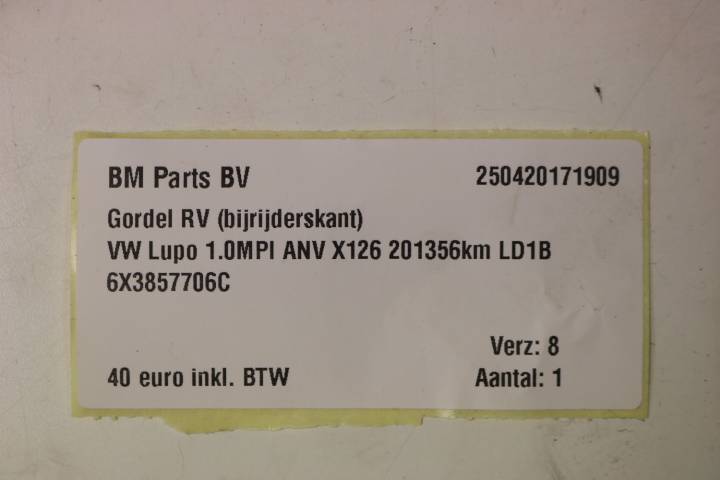 BM Parts BV 250420171909
Gordel RV (bijrijderskant)
VW Lupo 1.0MPI ANV X126 201356km LD1B
6X3857706C
Verz: 8
40 euro inkl. BTW Aantal: 1